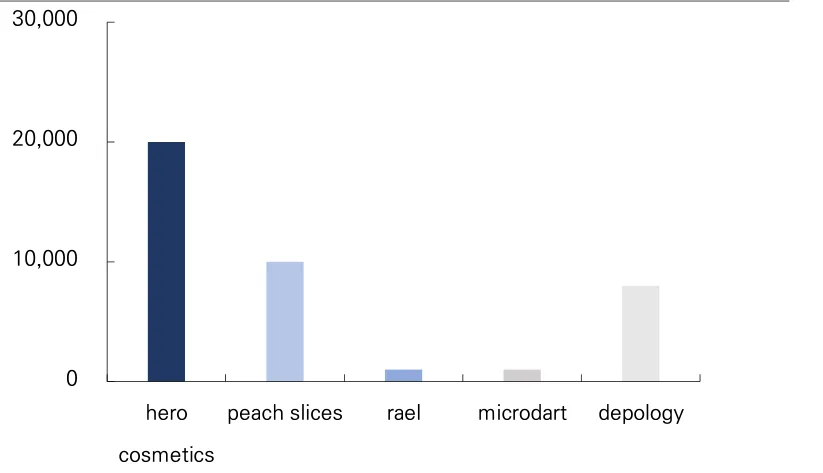 30,000
20,000
10,000
0
hero peach slices rael microdart depology
cosmetics